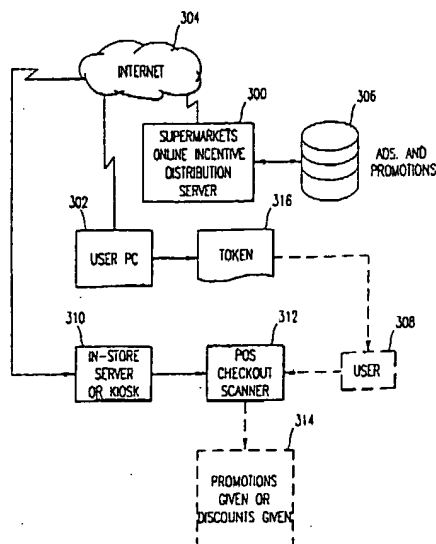 304
INTERNET
300
306
SUPERMARKETS
ONLINE INCENTIVE
DISTRIBUTION
SERVER
ADS. AND
PROMOTIONS
302
316
USER PC
TOKEN
310
312
308
IN-STORE
SERVER
OR KIOSK
POS
CHECKOUT
SCANNER
USER
314
PROMOTIONS
GIVEN OR
DISCOUNTS GIVEN